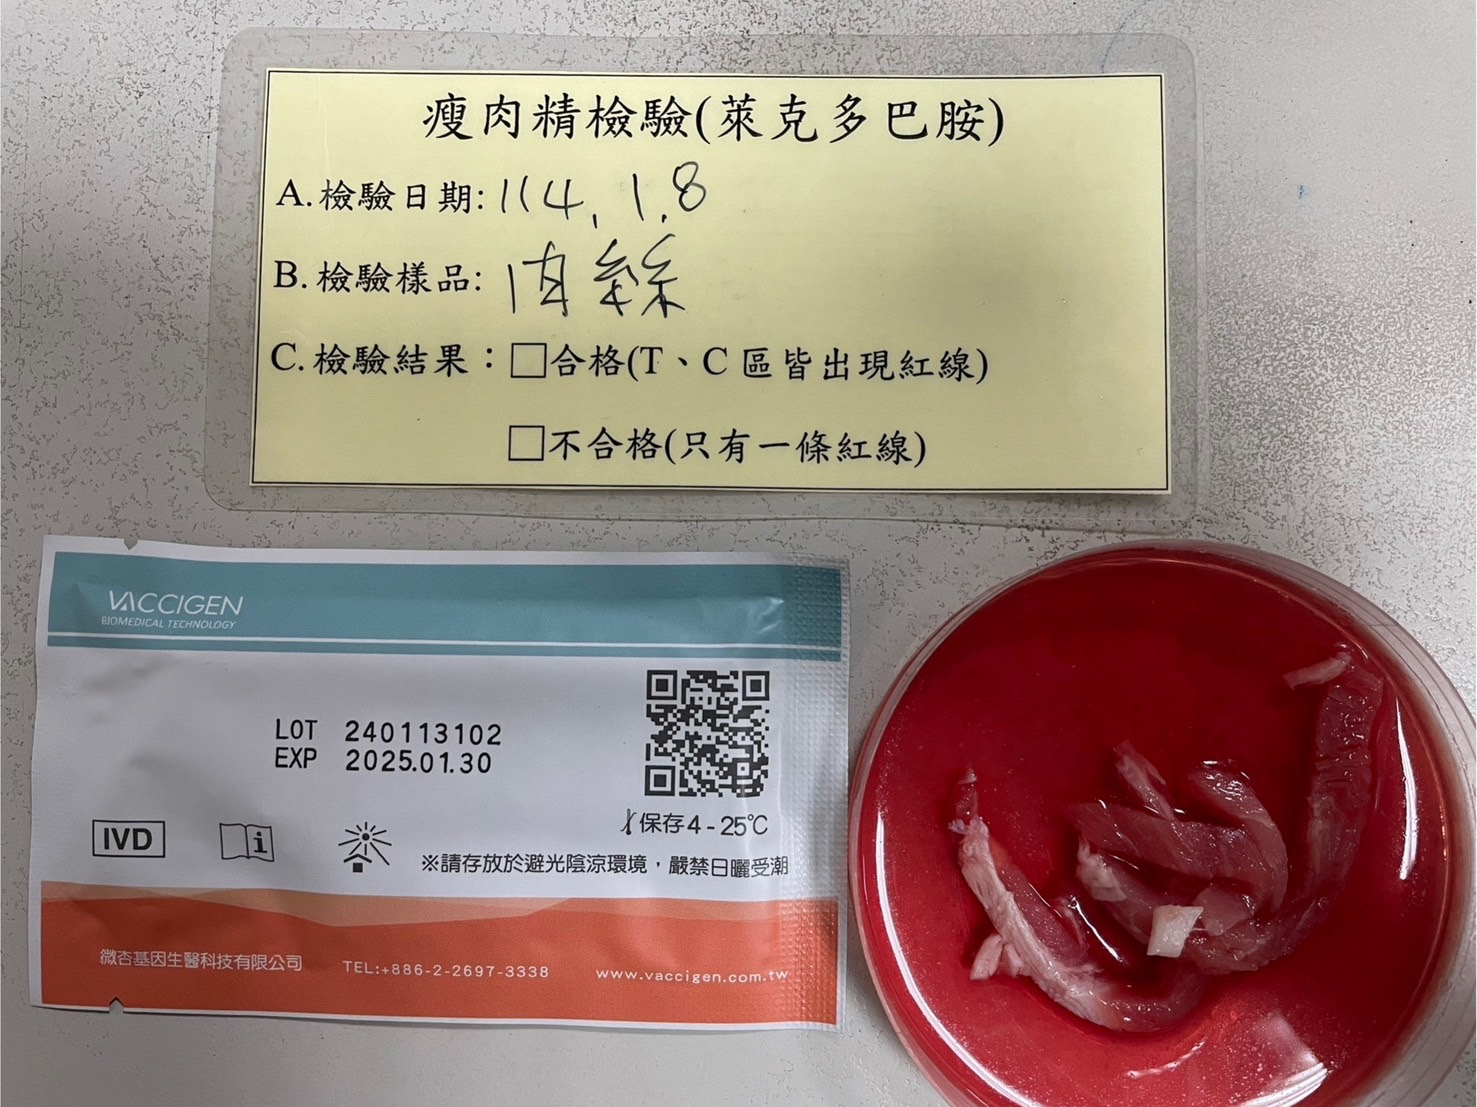 瘦肉精檢驗(萊克多巴胺)
A.檢驗日期:114.1.8
B.檢驗樣品:肉絲
C.檢驗結果:□合格(T、C區皆出現紅線)
□不合格(只有一條紅線)
VACCIGEN
BIOMEDICAL TECHNOLOGY
LOT 240113102
EXP 2025.01.30
保存4-25℃
IVD
i
※請存放於避光陰涼環境,嚴禁日曬受潮
微杏基因生醫科技有限公司 TEL:+886-2-2697-3338 www.vaccigen.com.tw